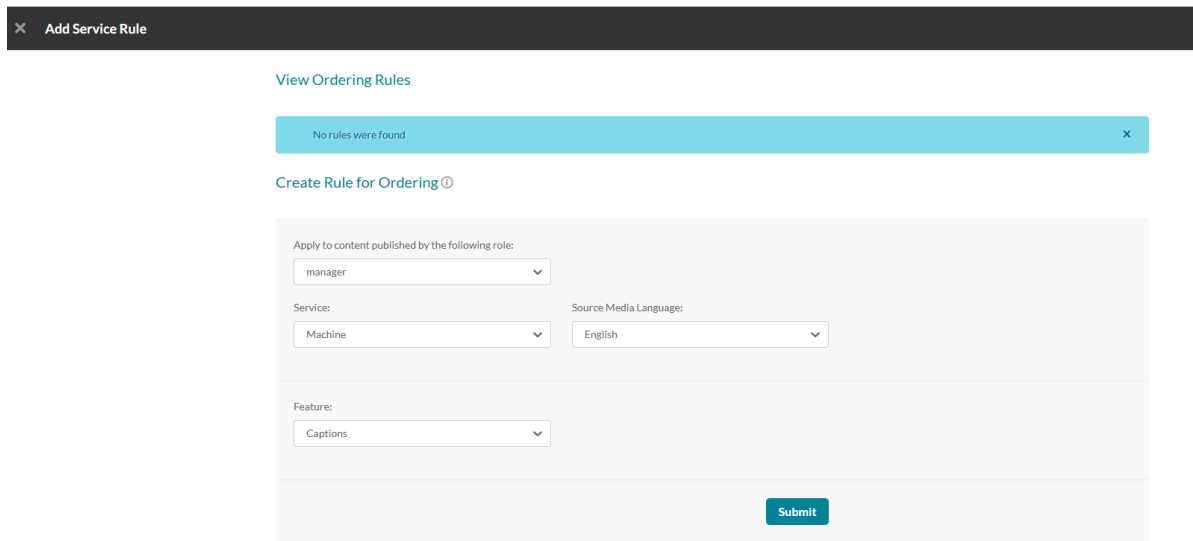 Add Service Rule
View Ordering Rules
No rules were found
Create Rule for Ordering
Apply to content published by the following role:
manager
Service:
Source Media Language:
Machine
English
Feature:
Captions
Submit